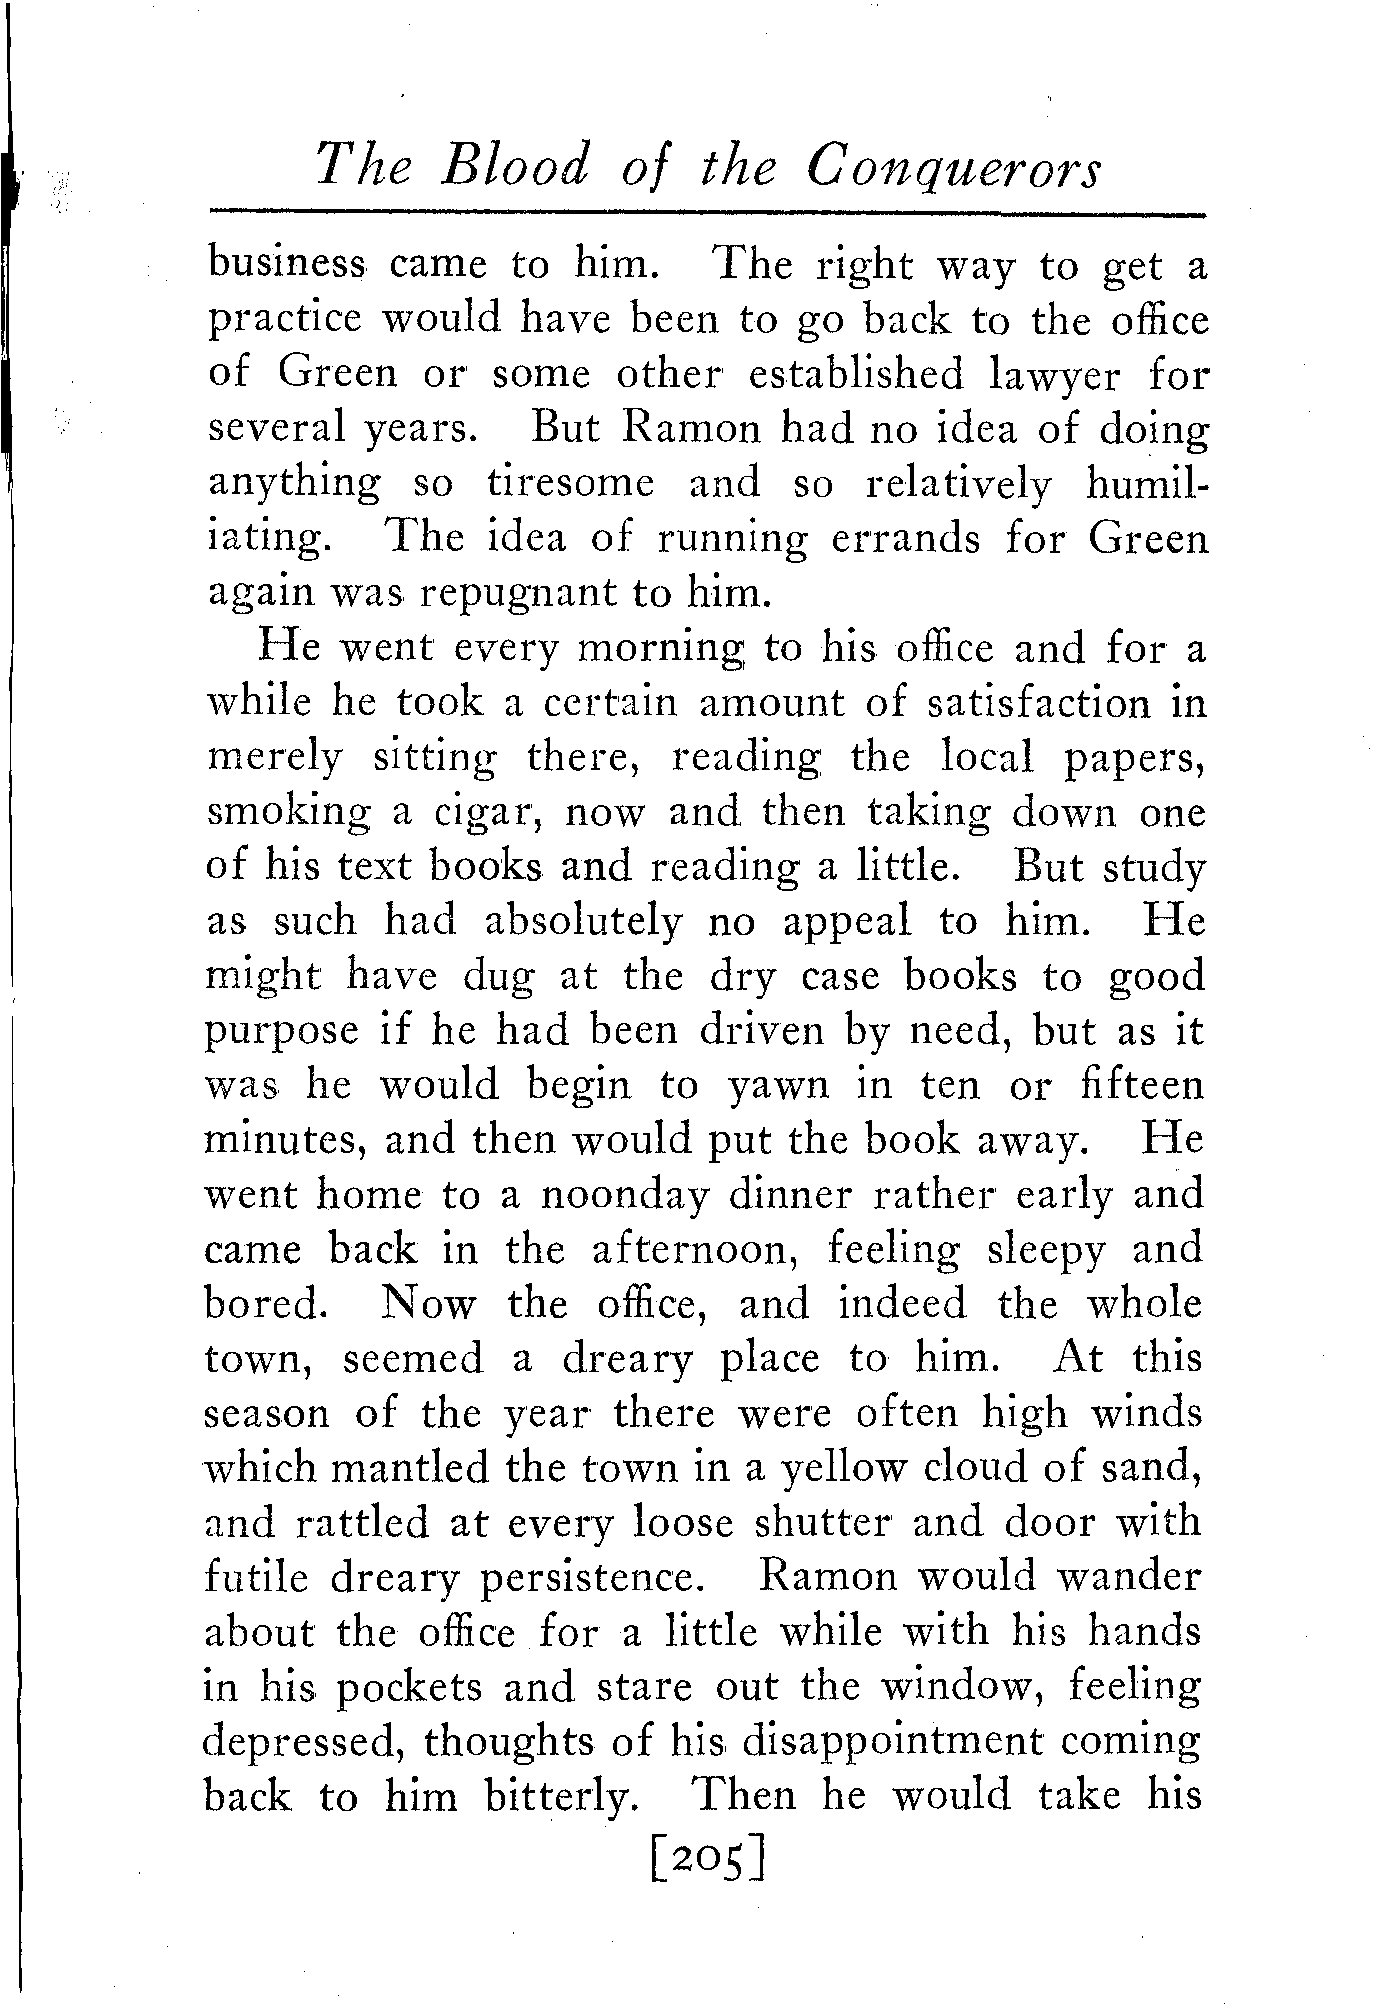 The Blood of the Conquerors
business came to him. The right way to get a
practice would have been to go back to the office
of Green or some other established lawyer for
several years. But Ramon had no idea of doing
anything so tiresome and so relatively humil-
iating. The idea of running errands for Green
again was repugnant to him.
He went every morning to his office and for a
while he took a certain amount of satisfaction in
merely sitting there, reading the local papers,
smoking a cigar, now and then taking down one
of his text books and reading a little. But study
as such had absolutely no appeal to him. He
might have dug at the dry case books to good
purpose if he had been driven by need, but as it
was he would begin to yawn in ten or fifteen
minutes, and then would put the book away. He
went home to a noonday dinner rather early and
came back in the afternoon, feeling sleepy and
bored. Now the office, and indeed the whole
town, seemed a dreary place to him. At this
season of the year there were often high winds
which mantled the town in a yellow cloud of sand,
and rattled at every loose shutter and door with
futile dreary persistence. Ramon would wander
about the office for a little while with his hands
in his pockets and stare out the window, feeling
depressed, thoughts of his disappointment coming
back to him bitterly. Then he would take his
[205]